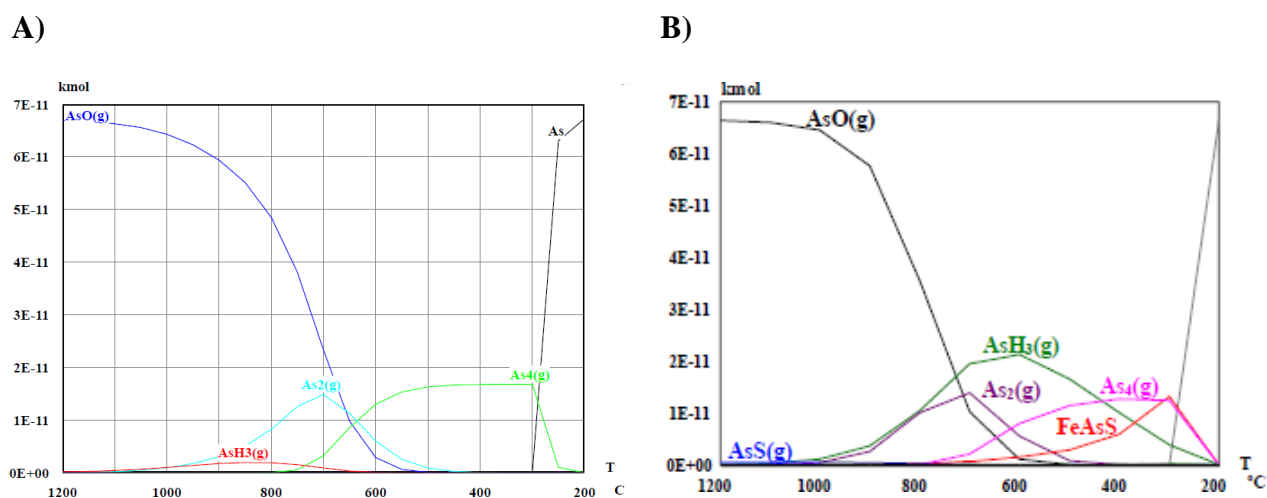 A)
kmol
7E-11
AsO(g)
As
6E-11
5E-11
4E-11
3E-11
2E-11
As2(g)
As4(g)
1E-11
AsH3(g)
0E+00
T
1200 1000 800 600 400 200 C
B)
kmol
7E-11
AsO(g)
6E-11
5E-11
4E-11
3E-11
AsH₃(g)
2E-11
As₂(g)
As₄(g)
1E-11
FeAsS
AsS(g)
0E+00
T
1200 1000 800 600 400 200 °C